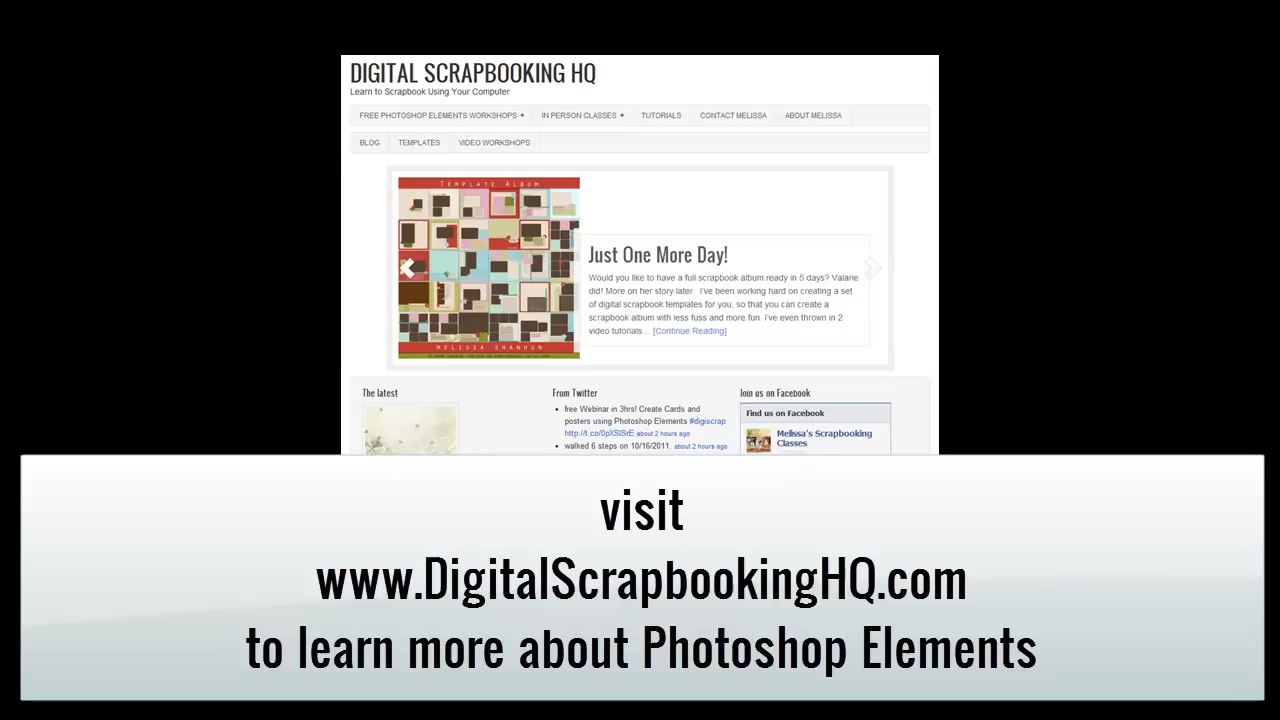 DIGITAL SCRAPBOOKING HQ
Learn to Scrapbook Using Your Computer
FREE PHOTOSHOP ELEMENTS WORKSHOPS IN PERSON CLASSES TUTORIALS CONTACT MELISSA ABOUT MELISSA
BLOG TEMPLATES VIDEO WORKSHOPS
TEMPLATE ALBUM
MELISSA SHANHUN
Just One More Day!
Would you like to have a full scrapbook album ready in 5 days? Valarie
did! More on her story later. I've been working hard on creating a set
of digital scrapbook templates for you, so that you can create a
scrapbook album with less fuss and more fun. I've even thrown in 2
video tutorials... [Continue Reading]
The latest
From Twitter
free Webinar in 3hrs! Create Cards and
posters using Photoshop Elements #digiscrap
http://t.co/0pXSlSrE about 2 hours ago
walked 6 steps on 10/16/2011. about 2 hours ago
Join us on Facebook
Find us on Facebook
Melissa's Scrapbooking
Classes
visit
www.DigitalScrapbookingHQ.com
to learn more about Photoshop Elements